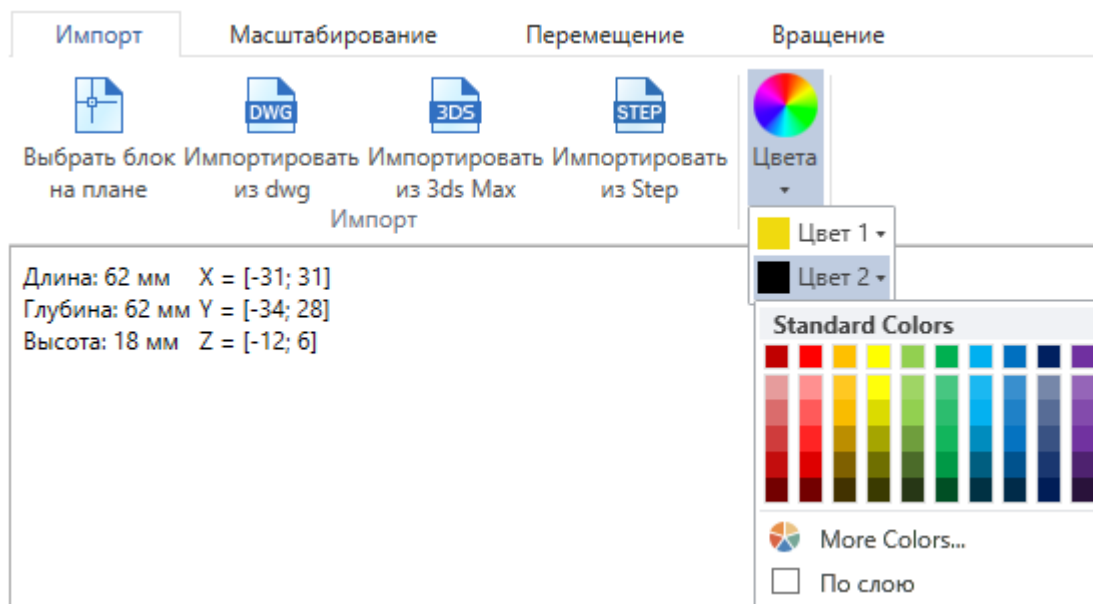 Импорт Масштабирование Перемещение Вращение
DWG 3DS STEP
Выбрать блок Импортировать Импортировать Импортировать Цвета
на плане из dwg из 3ds Max из Step
Импорт
Цвет 1
Цвет 2
Длина: 62 мм X = [-31; 31]
Глубина: 62 мм Y = [-34; 28]
Высота: 18 мм Z = [-12; 6]
Standard Colors
More Colors...
По слою